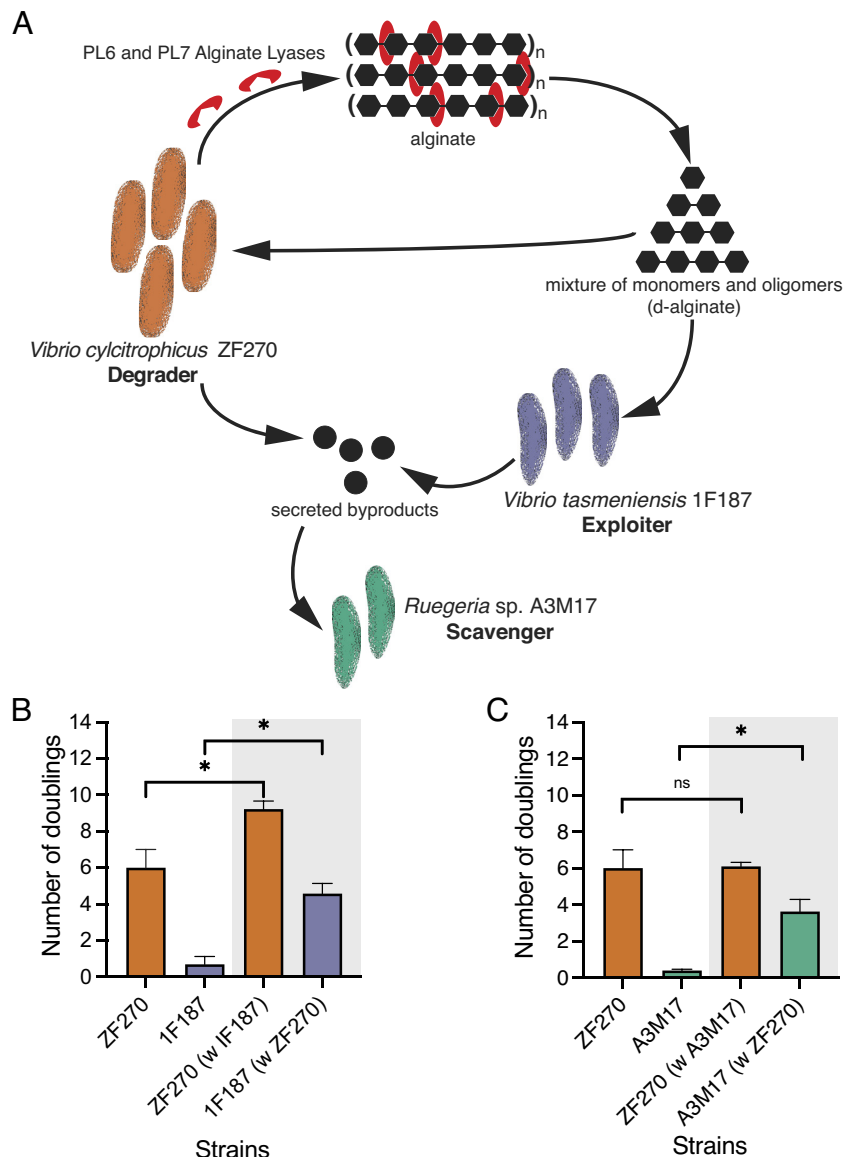 A
PL6 and PL7 Alginate Lyases
( )n
( )n
( )n
alginate
mixture of monomers and oligomers
(d-alginate)
Vibrio cylcitrophicus ZF270
Degrader
secreted byproducts
Vibrio tasmeniensis 1F187
Exploiter
Ruegeria sp. A3M17
Scavenger
B
Number of doublings
14
12
10
8
6
4
2
0
*
*
ZF270
1F187
ZF270 (w IF187)
1F187 (w ZF270)
Strains
C
Number of doublings
14
12
10
8
6
4
2
0
*
ns
ZF270
A3M17
ZF270 (w A3M17)
A3M17 (w ZF270)
Strains